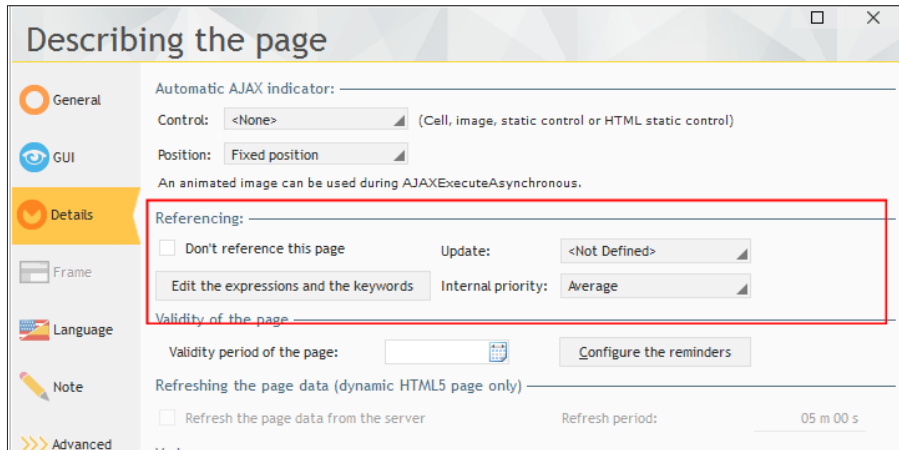 Describing the page
General
GUI
Details
Frame
Language
Note
Advanced
Automatic AJAX indicator:
Control: <None> (Cell, image, static control or HTML static control)
Position: Fixed position
An animated image can be used during AJAXExecuteAsynchronous.
Referencing:
Don't reference this page Update: <Not Defined>
Edit the expressions and the keywords Internal priority: Average
Validity of the page
Validity period of the page: Configure the reminders
Refreshing the page data (dynamic HTML5 page only)
Refresh the page data from the server Refresh period: 05 m 00 s